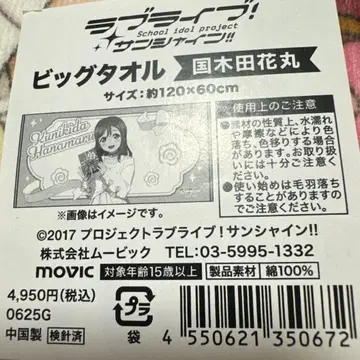 ラブライブ!
School idol project
サンシャイン!!
ビッグタオル 国木田花丸
サイズ:約120×60cm
Kunikida
Hanamaru
※画像はイメージです。
使用上のご注意
●素材の性質上、水濡れや摩擦などにより色落ち、色移りする場合があります。お取り扱いには十分ご注意ください。
●使い始めは毛羽落ちすることがありますのでご注意ください。
©2017 プロジェクトラブライブ!サンシャイン!!
株式会社ムービック TEL:03-5995-1332
movic 対象年齢15歳以上 製品素材 綿100%
4,950円(税込)
0625G
中国製 検針済
プラ
袋
4 550621 350672